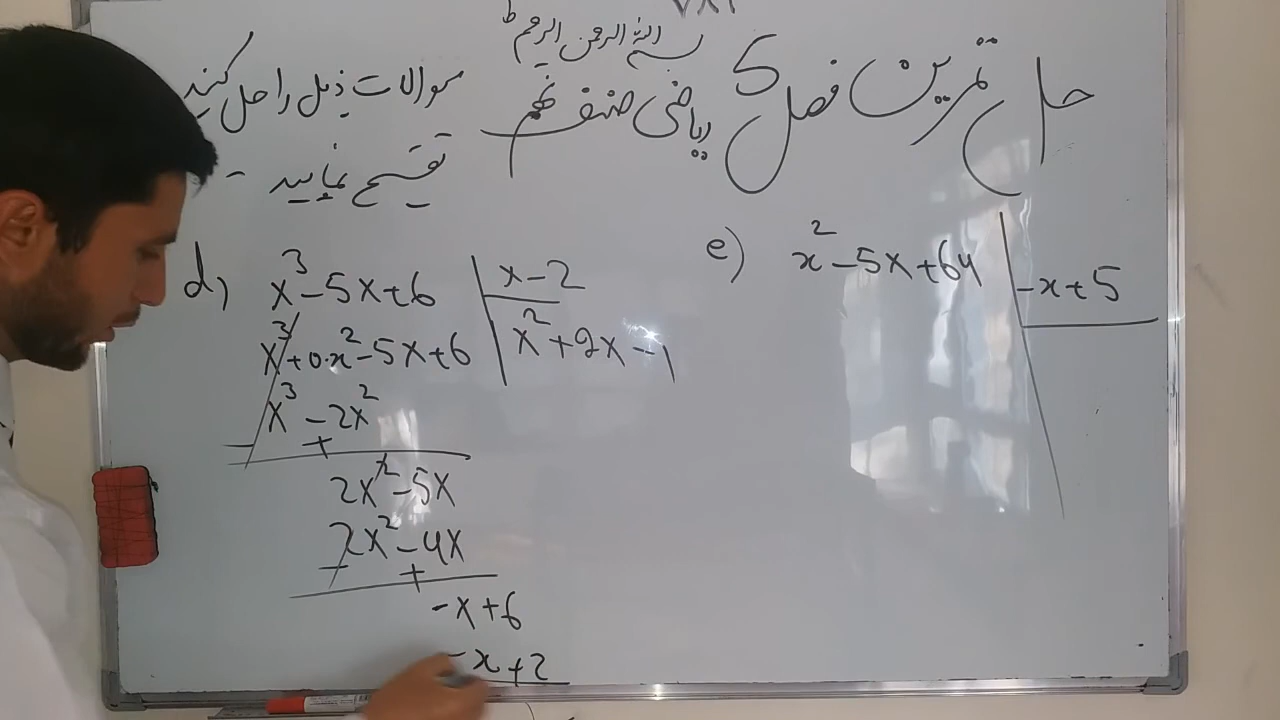 بسم الله الرحمن الرحیم ط
حل تمرین فصل 5
ریاضی صنف نهم
سوالات ذیل را حل کنید
تقسیم نمایید -
d) x³-5x+6 | x-2
x³+0·x²-5x+6 | x²+2x-1
x³-2x²
- +
2x²-5x
2x²-4x
- +
-x+6
-x+2
e) x²-5x+64 | -x+5